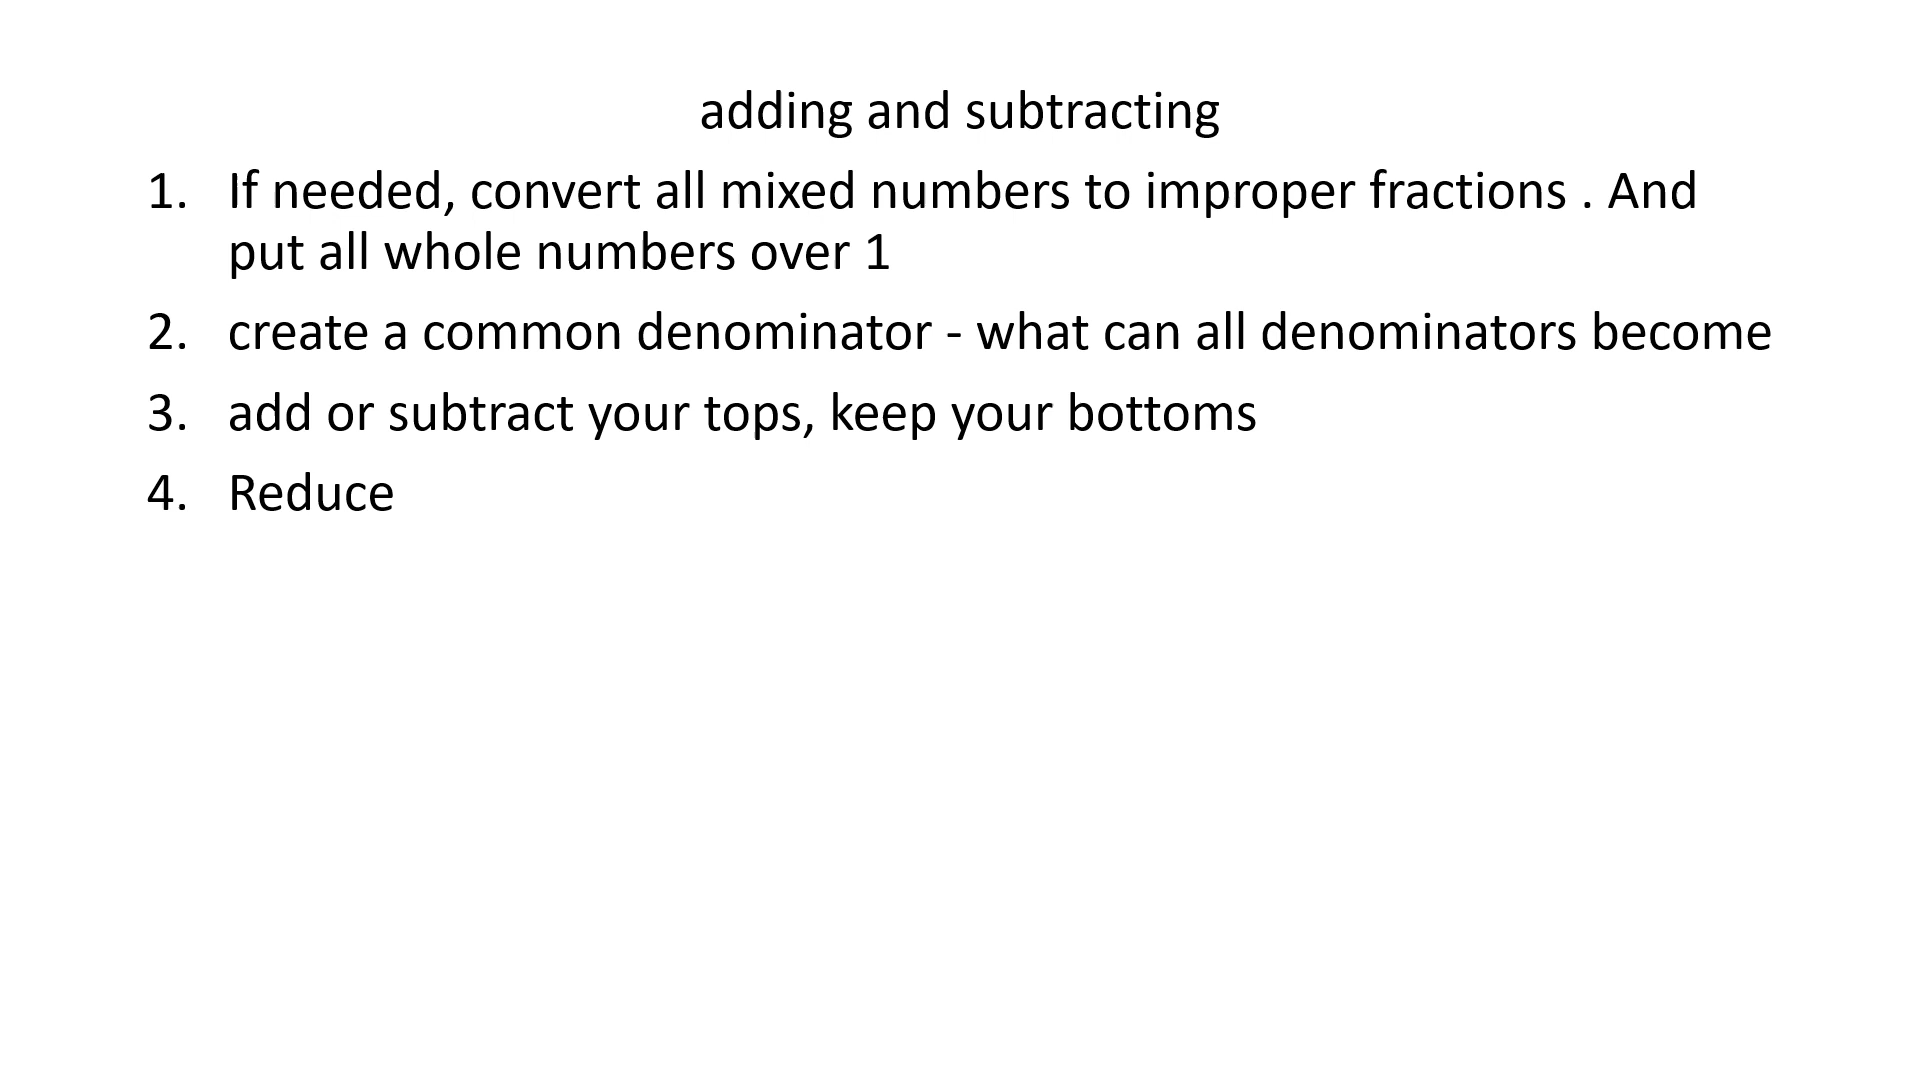 adding and subtracting
1. If needed, convert all mixed numbers to improper fractions . And
put all whole numbers over 1
2. create a common denominator - what can all denominators become
3. add or subtract your tops, keep your bottoms
4. Reduce